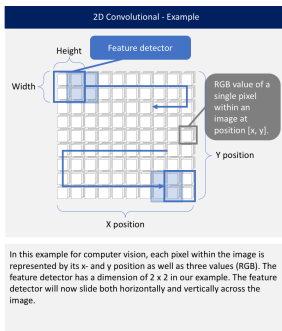 2D Convolutional - Example
Height
Feature detector
Width
RGB value of a
single pixel
within an
image at
position [x, y].
Y position
X position
In this example for computer vision, each pixel within the image is
represented by its x- and y position as well as three values (RGB). The
feature detector has a dimension of 2 x 2 in our example. The feature
detector will now slide both horizontally and vertically across the
image.